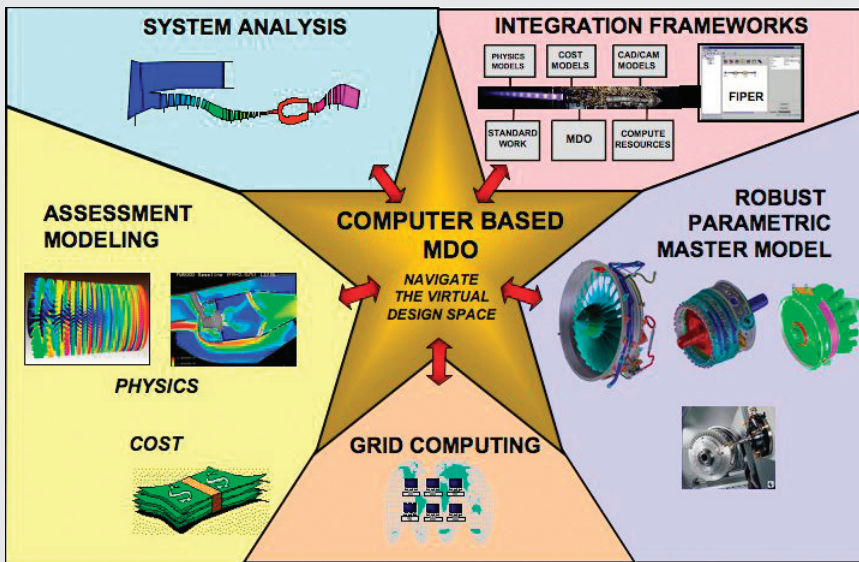 SYSTEM ANALYSIS
INTEGRATION FRAMEWORKS
PHYSICS
MODELS
COST
MODELS
CAD/CAM
MODELS
FIPER
STANDARD
WORK
MDO
COMPUTE
RESOURCES
ASSESSMENT
MODELING
COMPUTER BASED
MDO
NAVIGATE
THE VIRTUAL
DESIGN SPACE
ROBUST
PARAMETRIC
MASTER MODEL
PHYSICS
COST
GRID COMPUTING